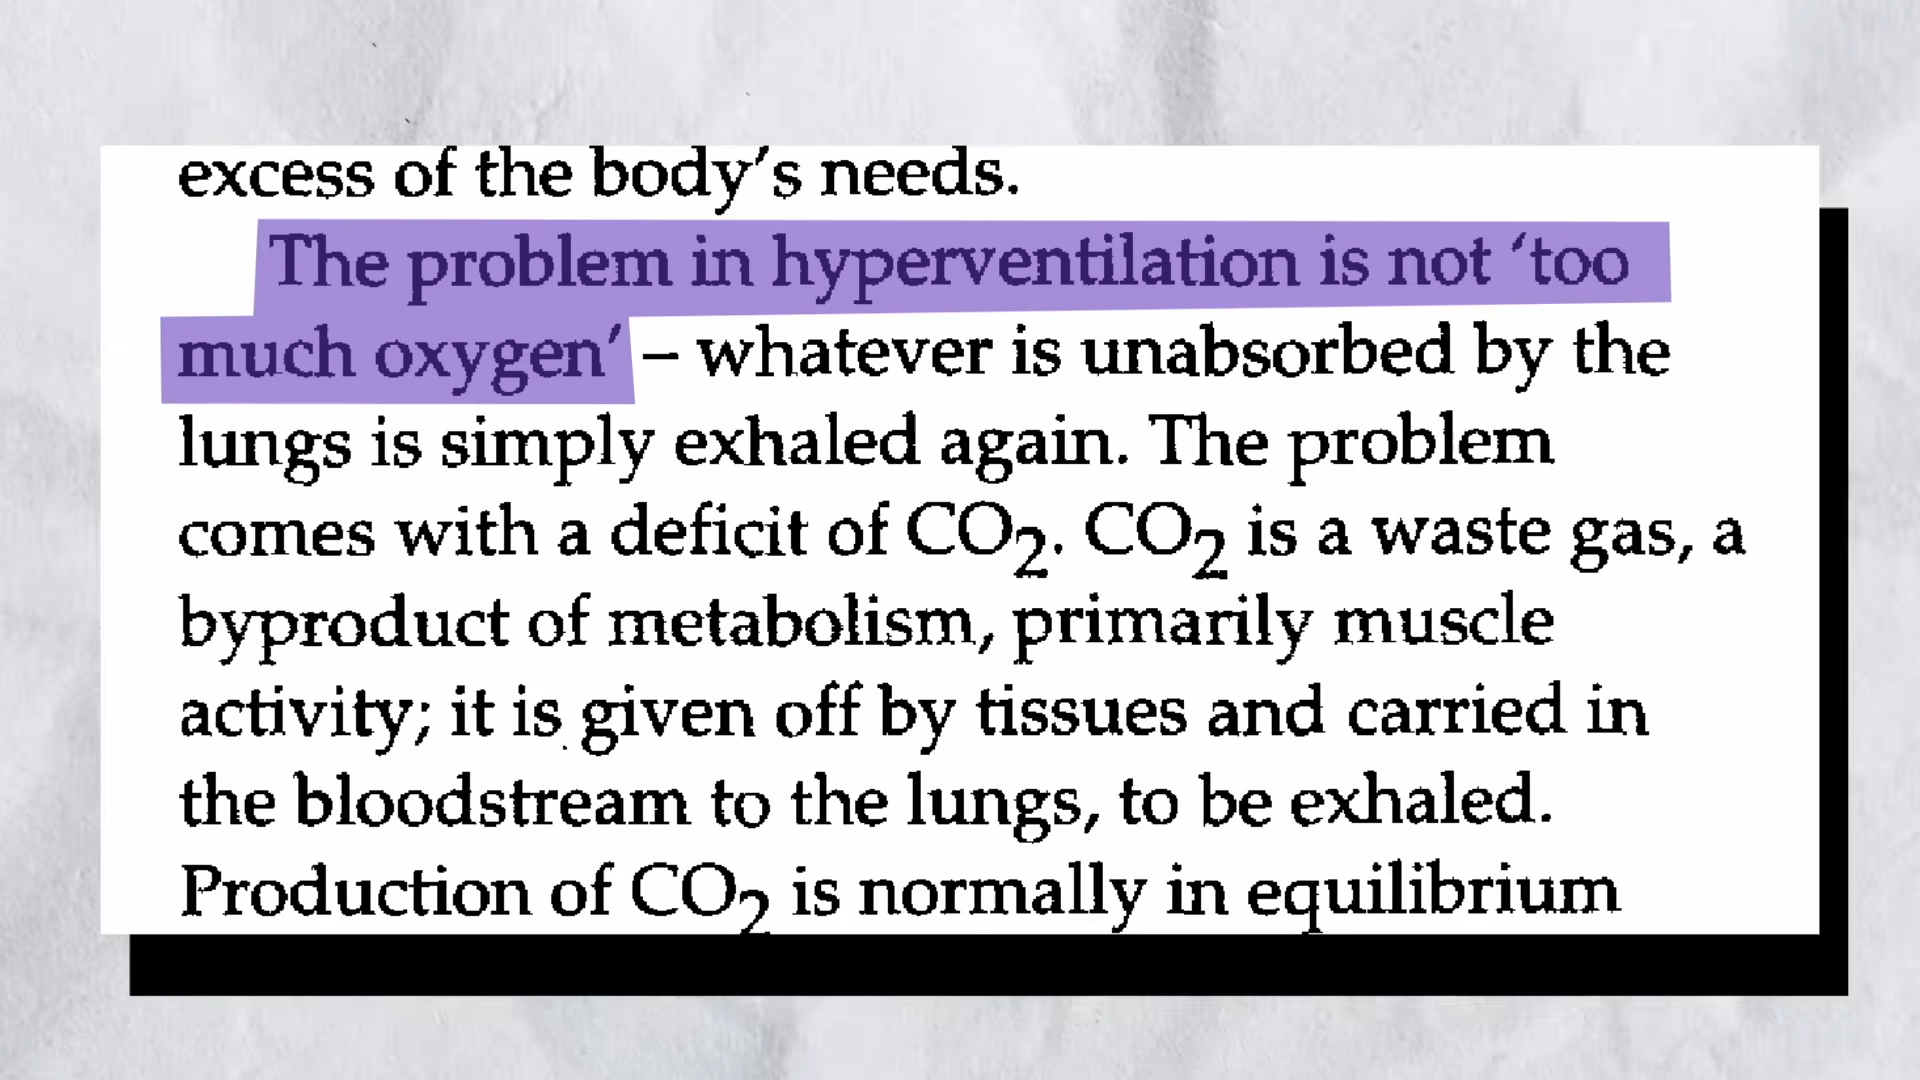 excess of the body’s needs.
The problem in hyperventilation is not ‘too
much oxygen’ – whatever is unabsorbed by the
lungs is simply exhaled again. The problem
comes with a deficit of CO₂. CO₂ is a waste gas, a
byproduct of metabolism, primarily muscle
activity; it is given off by tissues and carried in
the bloodstream to the lungs, to be exhaled.
Production of CO₂ is normally in equilibrium